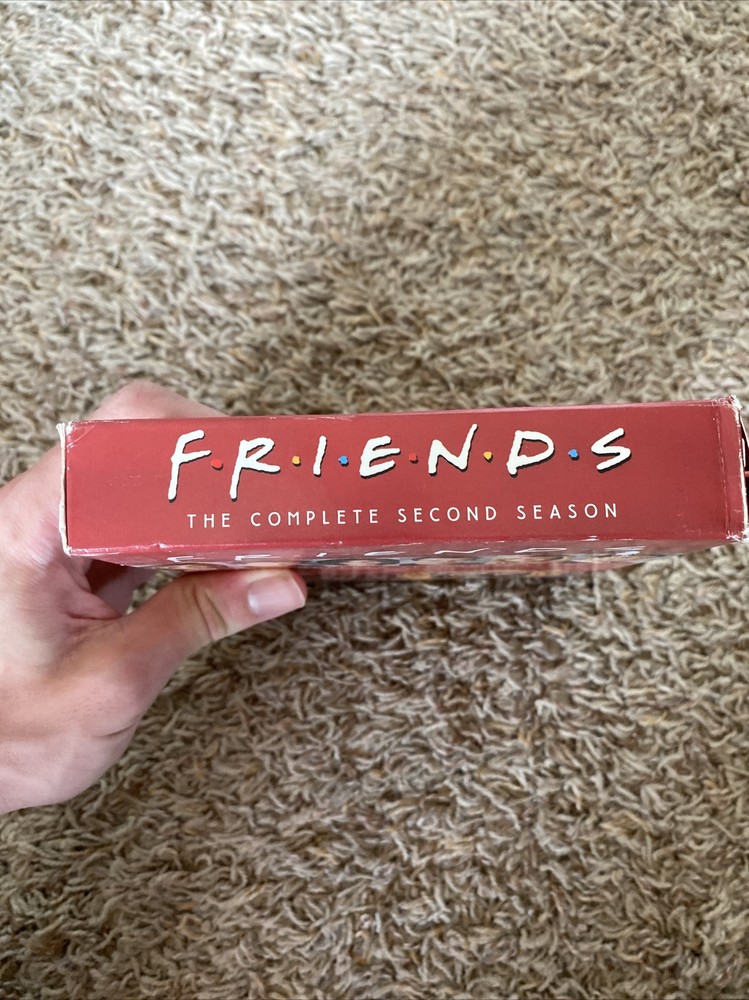 F·R·I·E·N·D·S
THE COMPLETE SECOND SEASON
F R I E N D S